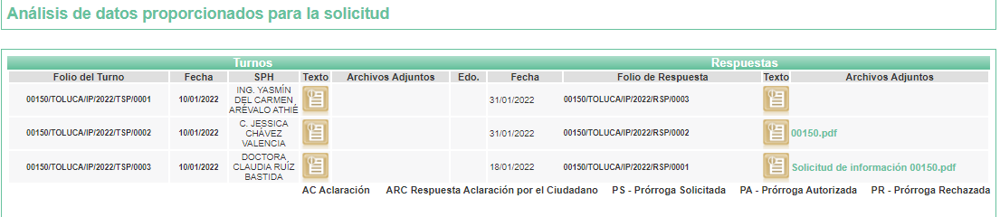 Análisis de datos proporcionados para la solicitud
Turnos Respuestas
Folio del Turno Fecha SPH Texto Archivos Adjuntos Edo. Fecha Folio de Respuesta Texto Archivos Adjuntos
00150/TOLUCA/IP/2022/TSP/0001 10/01/2022 ING. YASMÍN DEL CARMEN ARÉVALO ATHIÉ 31/01/2022 00150/TOLUCA/IP/2022/RSP/0003
00150/TOLUCA/IP/2022/TSP/0002 10/01/2022 C. JESSICA CHÁVEZ VALENCIA 31/01/2022 00150/TOLUCA/IP/2022/RSP/0002 00150.pdf
00150/TOLUCA/IP/2022/TSP/0003 10/01/2022 DOCTORA CLAUDIA RUÍZ BASTIDA 18/01/2022 00150/TOLUCA/IP/2022/RSP/0001 Solicitud de información 00150.pdf
AC Aclaración ARC Respuesta Aclaración por el Ciudadano PS - Prórroga Solicitada PA - Prórroga Autorizada PR - Prórroga Rechazada